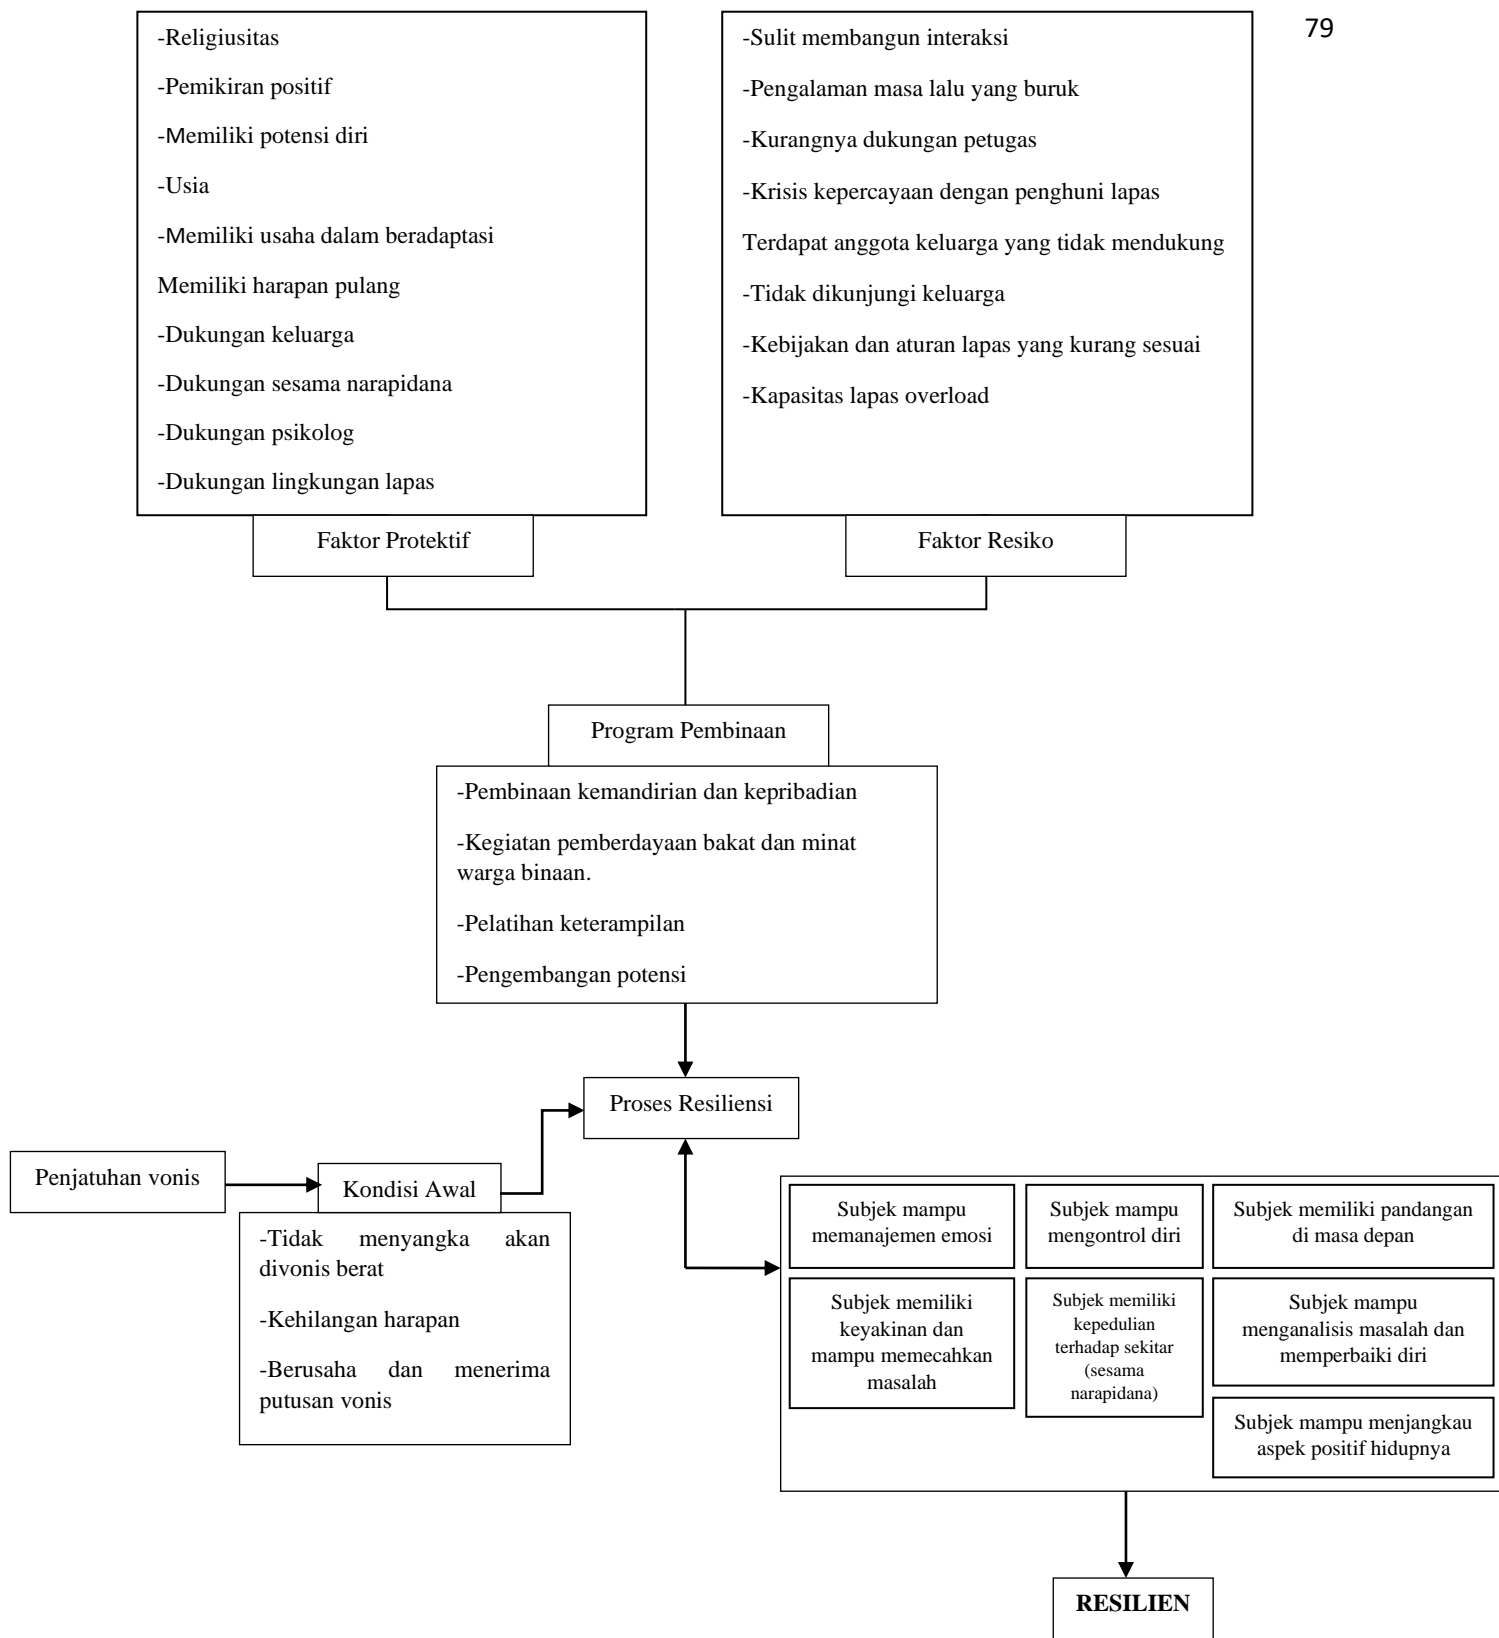 79
-Religiusitas
-Pemikiran positif
-Memiliki potensi diri
-Usia
-Memiliki usaha dalam beradaptasi
Memiliki harapan pulang
-Dukungan keluarga
-Dukungan sesama narapidana
-Dukungan psikolog
-Dukungan lingkungan lapas
Faktor Protektif
-Sulit membangun interaksi
-Pengalaman masa lalu yang buruk
-Kurangnya dukungan petugas
-Krisis kepercayaan dengan penghuni lapas
Terdapat anggota keluarga yang tidak mendukung
-Tidak dikunjungi keluarga
-Kebijakan dan aturan lapas yang kurang sesuai
-Kapasitas lapas overload
Faktor Resiko
Program Pembinaan
-Pembinaan kemandirian dan kepribadian
-Kegiatan pemberdayaan bakat dan minat
warga binaan.
-Pelatihan keterampilan
-Pengembangan potensi
Proses Resiliensi
Penjatuhan vonis
Kondisi Awal
-Tidak menyangka akan
divonis berat
-Kehilangan harapan
-Berusaha dan menerima
putusan vonis
Subjek mampu
memanajemen emosi
Subjek mampu
mengontrol diri
Subjek memiliki pandangan
di masa depan
Subjek memiliki
keyakinan dan
mampu memecahkan
masalah
Subjek memiliki
kepedulian
terhadap sekitar
(sesama
narapidana)
Subjek mampu
menganalisis masalah dan
memperbaiki diri
Subjek mampu menjangkau
aspek positif hidupnya
RESILIEN